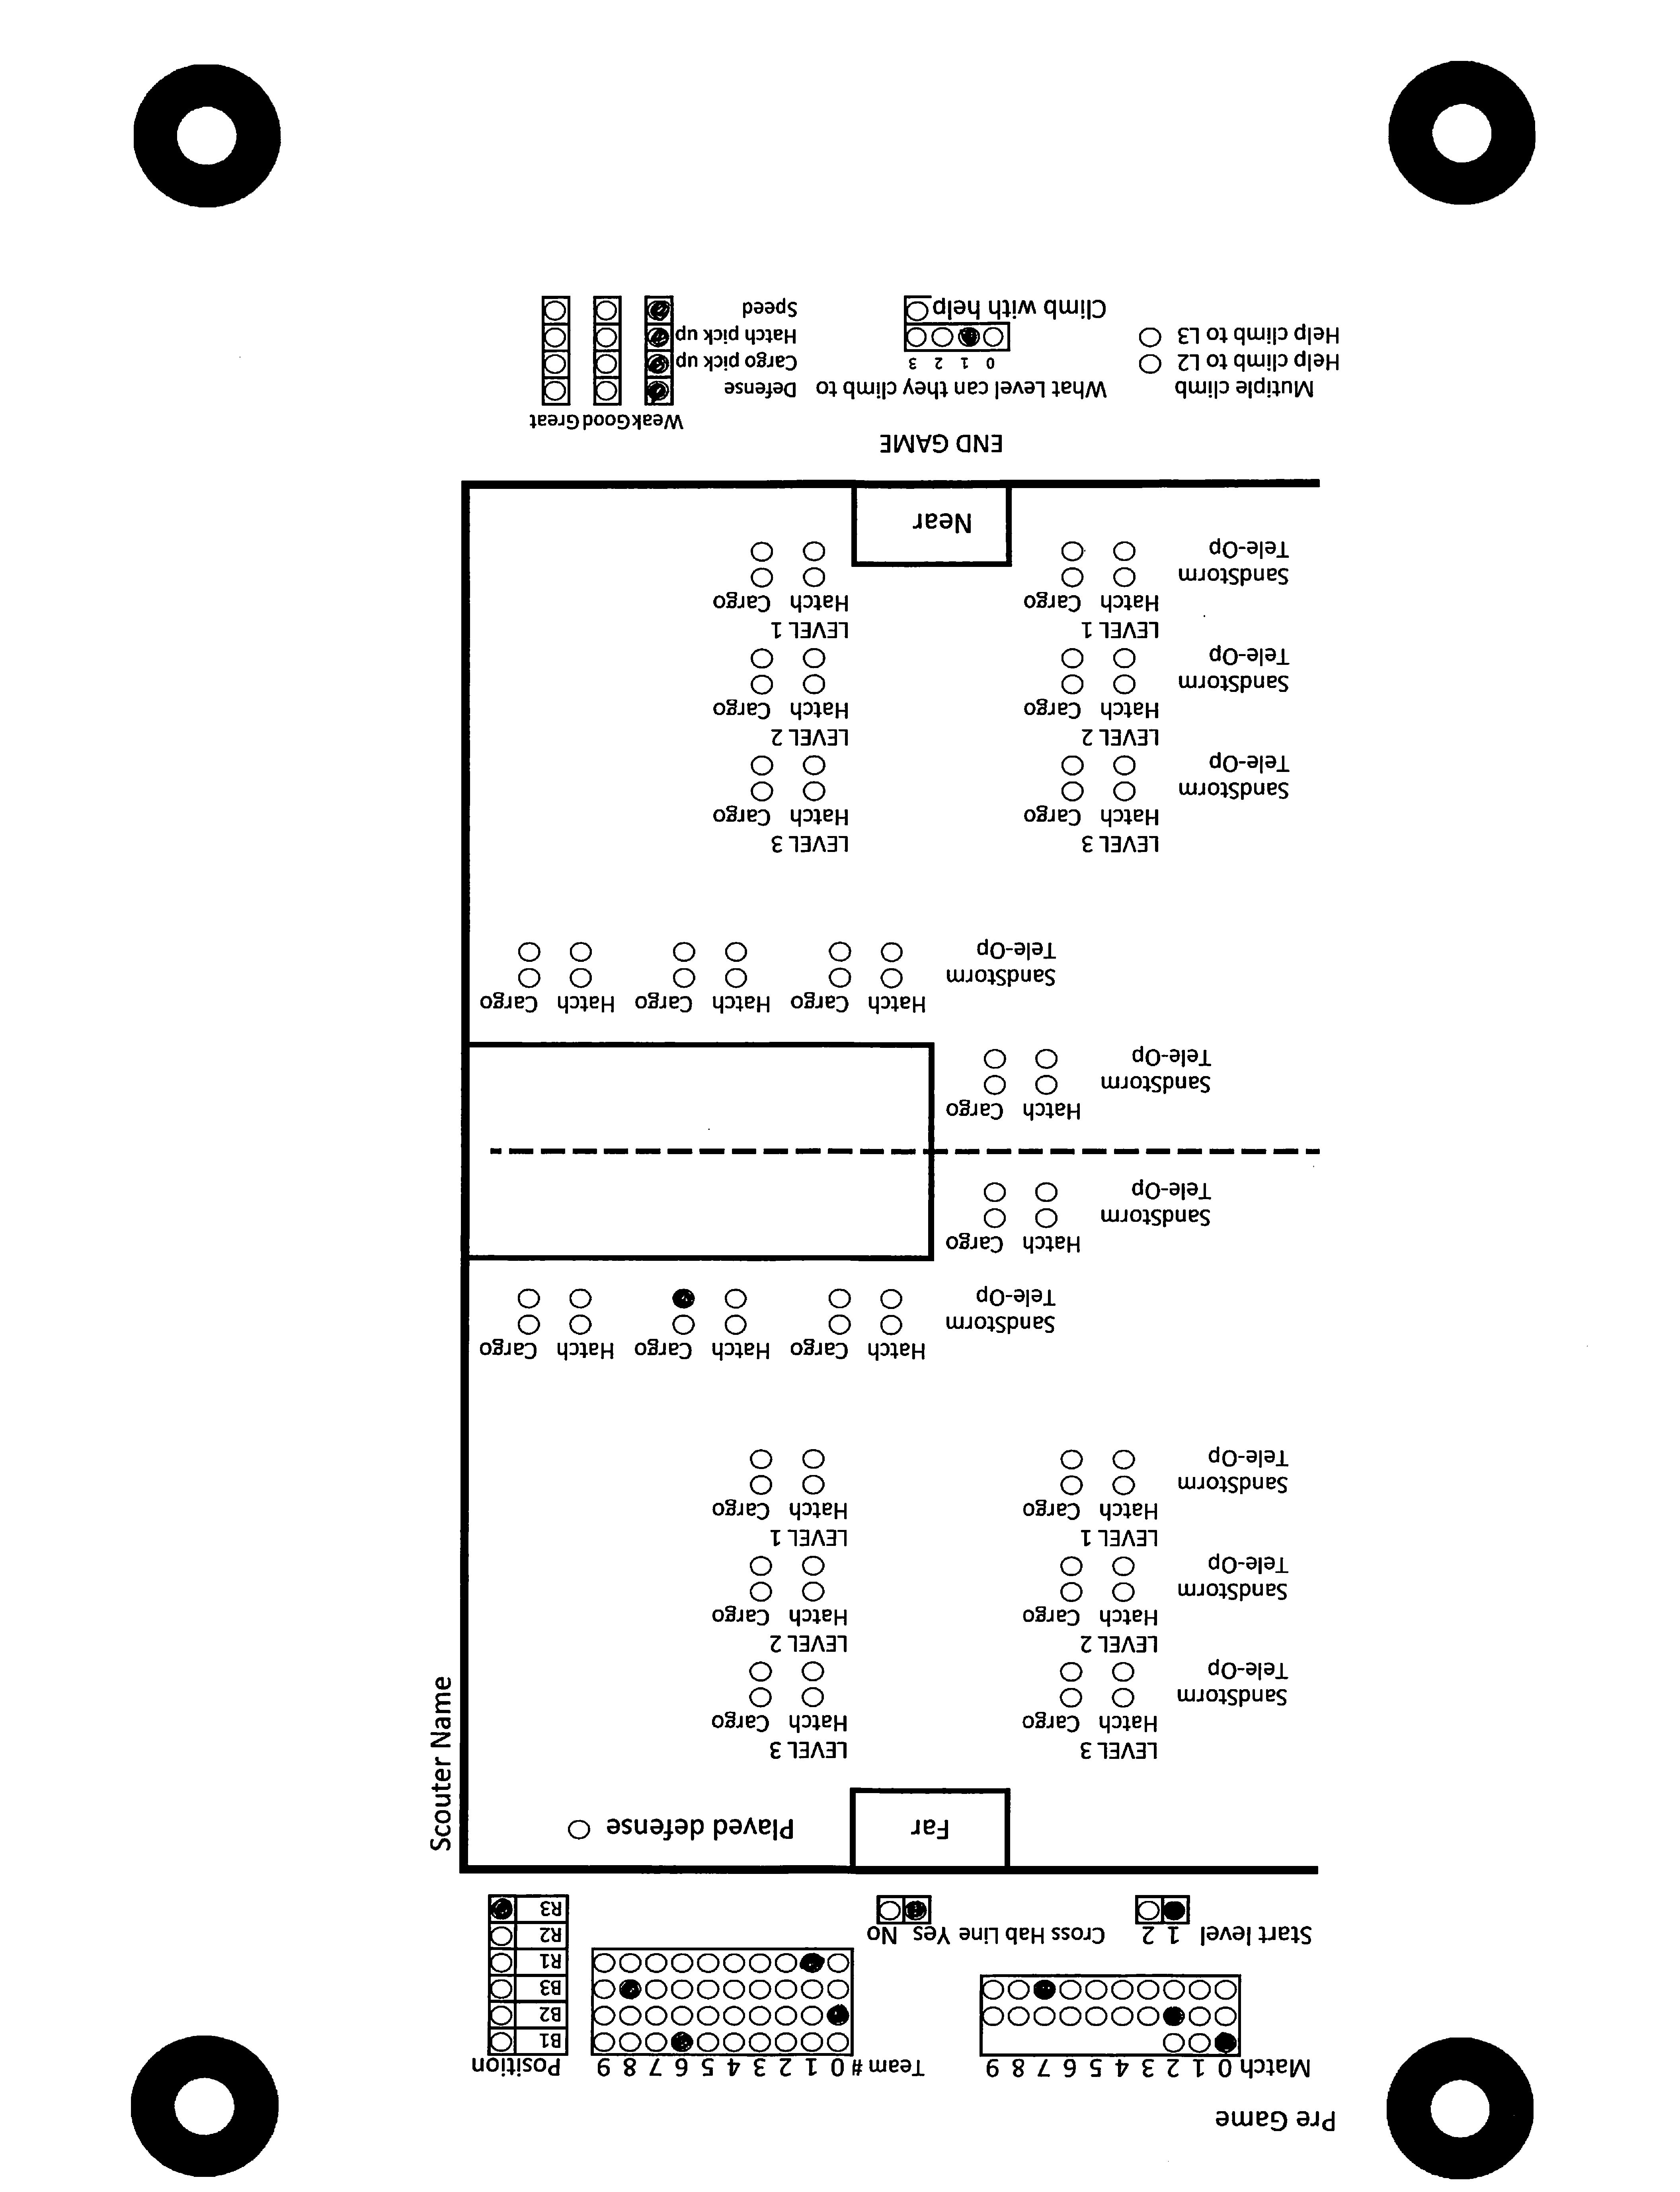 Pre Game
Match 0 1 2 3 4 5 6 7 8 9
Team # 0 1 2 3 4 5 6 7 8 9
Position
B1
B2
B3
R1
R2
R3
Start level 1 2
Cross Hab Line Yes No
Scouter Name
Far
Played defense
LEVEL 3 LEVEL 3
Hatch Cargo Hatch Cargo
SandStorm
Tele-Op
LEVEL 2 LEVEL 2
Hatch Cargo Hatch Cargo
SandStorm
Tele-Op
LEVEL 1 LEVEL 1
Hatch Cargo Hatch Cargo
SandStorm
Tele-Op
Hatch Cargo Hatch Cargo Hatch Cargo
SandStorm
Tele-Op
Hatch Cargo
SandStorm
Tele-Op
Hatch Cargo
SandStorm
Tele-Op
Hatch Cargo Hatch Cargo Hatch Cargo
SandStorm
Tele-Op
LEVEL 3 LEVEL 3
Hatch Cargo Hatch Cargo
SandStorm
Tele-Op
LEVEL 2 LEVEL 2
Hatch Cargo Hatch Cargo
SandStorm
Tele-Op
LEVEL 1 LEVEL 1
Hatch Cargo Hatch Cargo
SandStorm
Tele-Op
Near
END GAME
Mutiple climb
Help climb to L2
Help climb to L3
What Level can they climb to
0 1 2 3
Climb with help
Weak Good Great
Defense
Cargo pick up
Hatch pick up
Speed